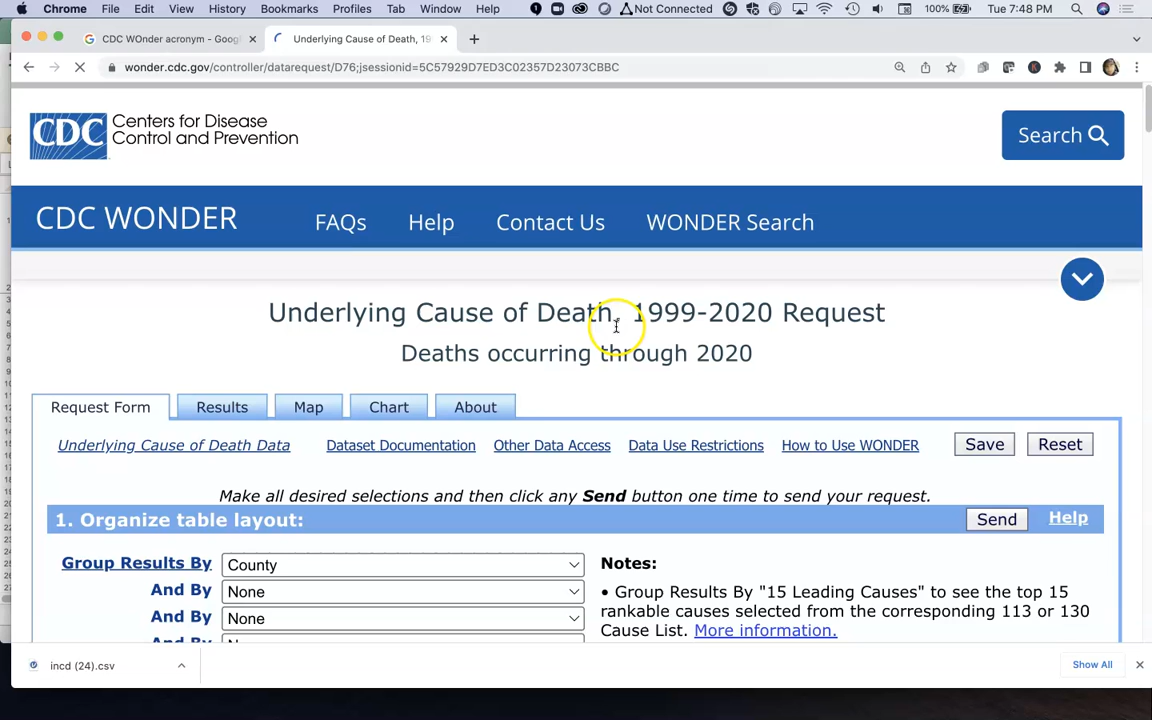 Chrome File Edit View History Bookmarks Profiles Tab Window Help Not Connected 100% Tue 7:48 PM
CDC WOnder acronym - Goog Underlying Cause of Death, 19
wonder.cdc.gov/controller/datarequest/D76;jsessionid=5C57929D7ED3C02357D23073CBBC
CDC Centers for Disease
Control and Prevention
Search
CDC WONDER FAQs Help Contact Us WONDER Search
Underlying Cause of Death, 1999-2020 Request
Deaths occurring through 2020
Request Form Results Map Chart About
Underlying Cause of Death Data Dataset Documentation Other Data Access Data Use Restrictions How to Use WONDER Save Reset
Make all desired selections and then click any Send button one time to send your request.
1. Organize table layout: Send Help
Group Results By County Notes:
And By None • Group Results By "15 Leading Causes" to see the top 15
And By None rankable causes selected from the corresponding 113 or 130
Cause List. More information.
incd (24).csv Show All